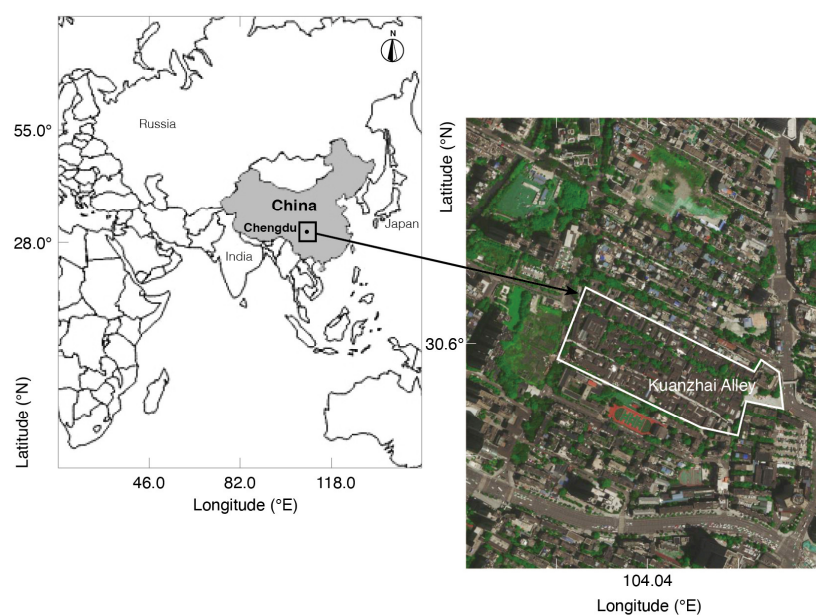 N
55.0°
Russia
China
Chengdu
Japan
India
28.0°
Latitude (°N)
46.0
82.0
118.0
Longitude (°E)
Latitude (°N)
30.6°
Kuanzhai Alley
104.04
Longitude (°E)